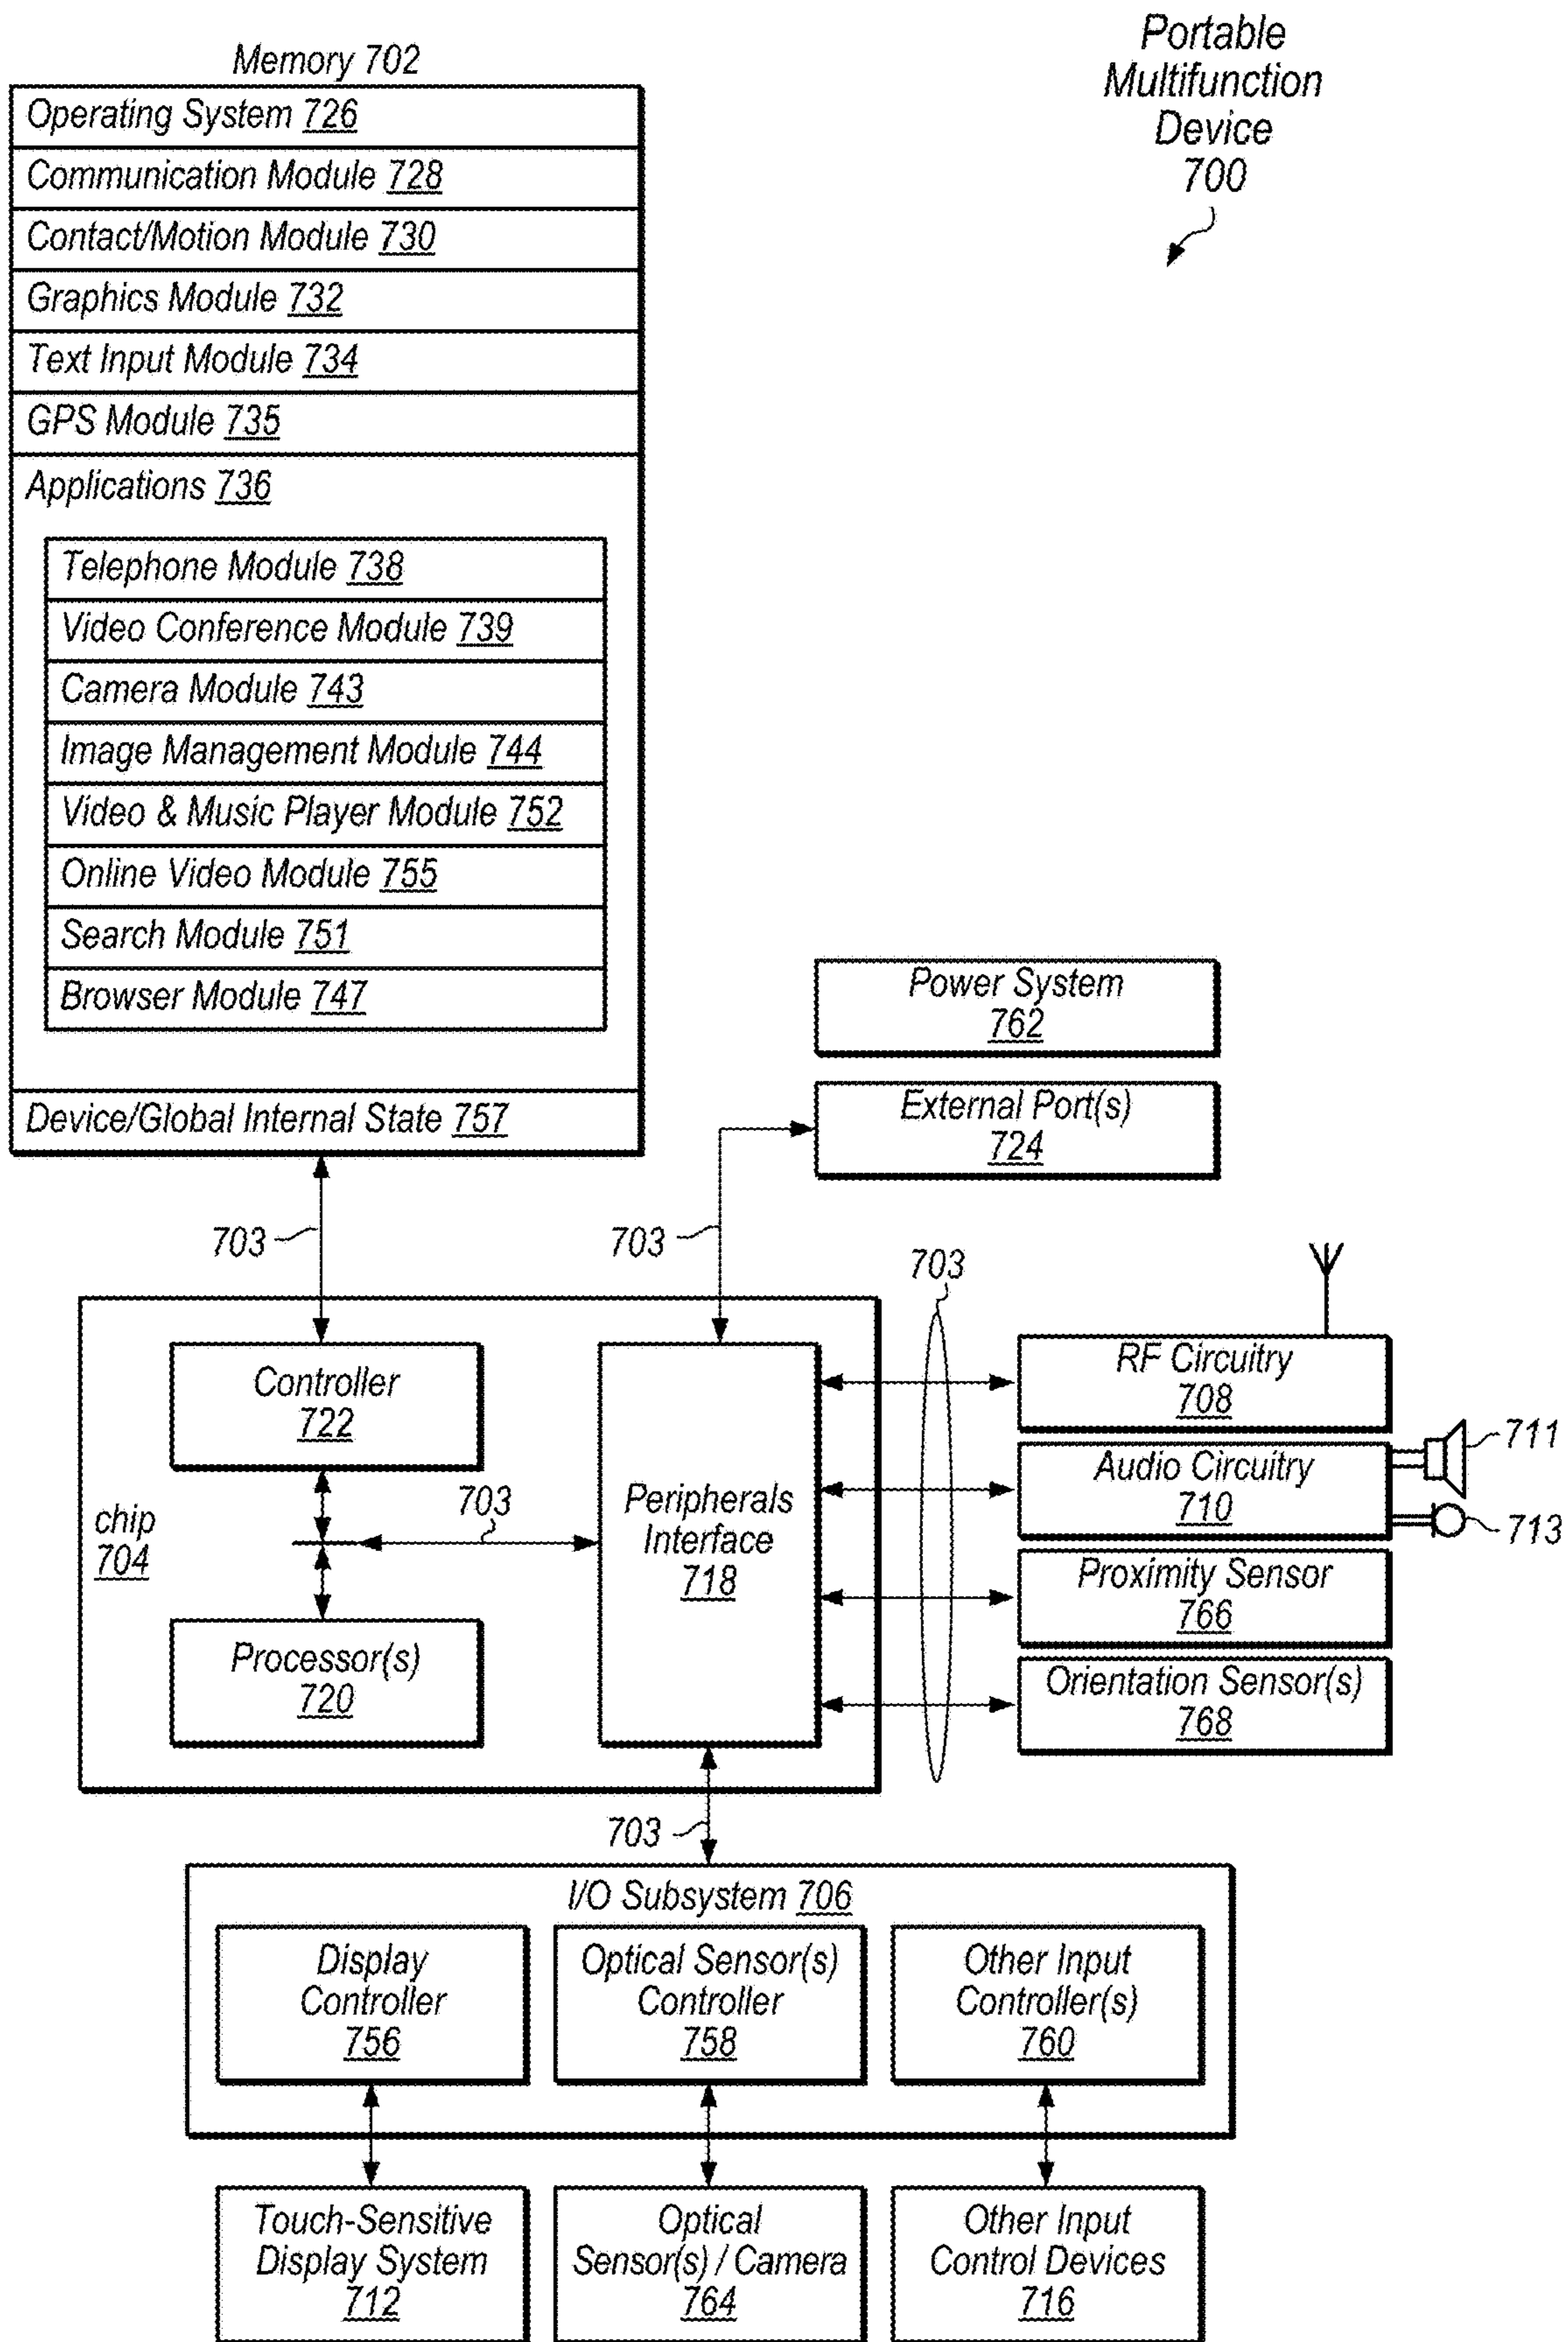 Portable
Multifunction
Device
700
Memory 702
Operating System 726
Communication Module 728
Contact/Motion Module 730
Graphics Module 732
Text Input Module 734
GPS Module 735
Applications 736
Telephone Module 738
Video Conference Module 739
Camera Module 743
Image Management Module 744
Video & Music Player Module 752
Online Video Module 755
Search Module 751
Browser Module 747
Device/Global Internal State 757
Power System
762
External Port(s)
724
703
703
703
chip
704
Controller
722
703
Processor(s)
720
Peripherals
Interface
718
RF Circuitry
708
Audio Circuitry
710
711
713
Proximity Sensor
766
Orientation Sensor(s)
768
703
I/O Subsystem 706
Display
Controller
756
Optical Sensor(s)
Controller
758
Other Input
Controller(s)
760
Touch-Sensitive
Display System
712
Optical
Sensor(s) / Camera
764
Other Input
Control Devices
716